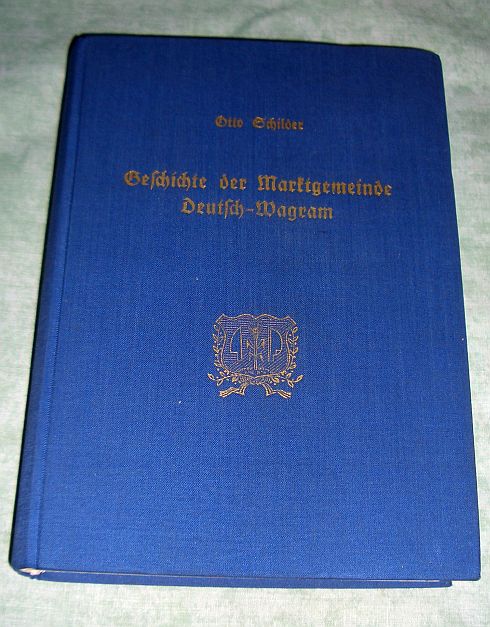 Otto Schilder
Geſchichte der Marktgemeinde
Deutſch-Wagram